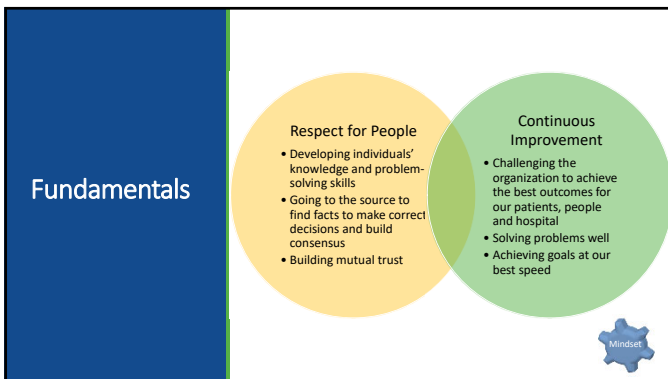 Fundamentals
Respect for People
• Developing individuals’
knowledge and problem-
solving skills
• Going to the source to
find facts to make correct
decisions and build
consensus
• Building mutual trust
Continuous
Improvement
• Challenging the
organization to achieve
the best outcomes for
our patients, people
and hospital
• Solving problems well
• Achieving goals at our
best speed
Mindset